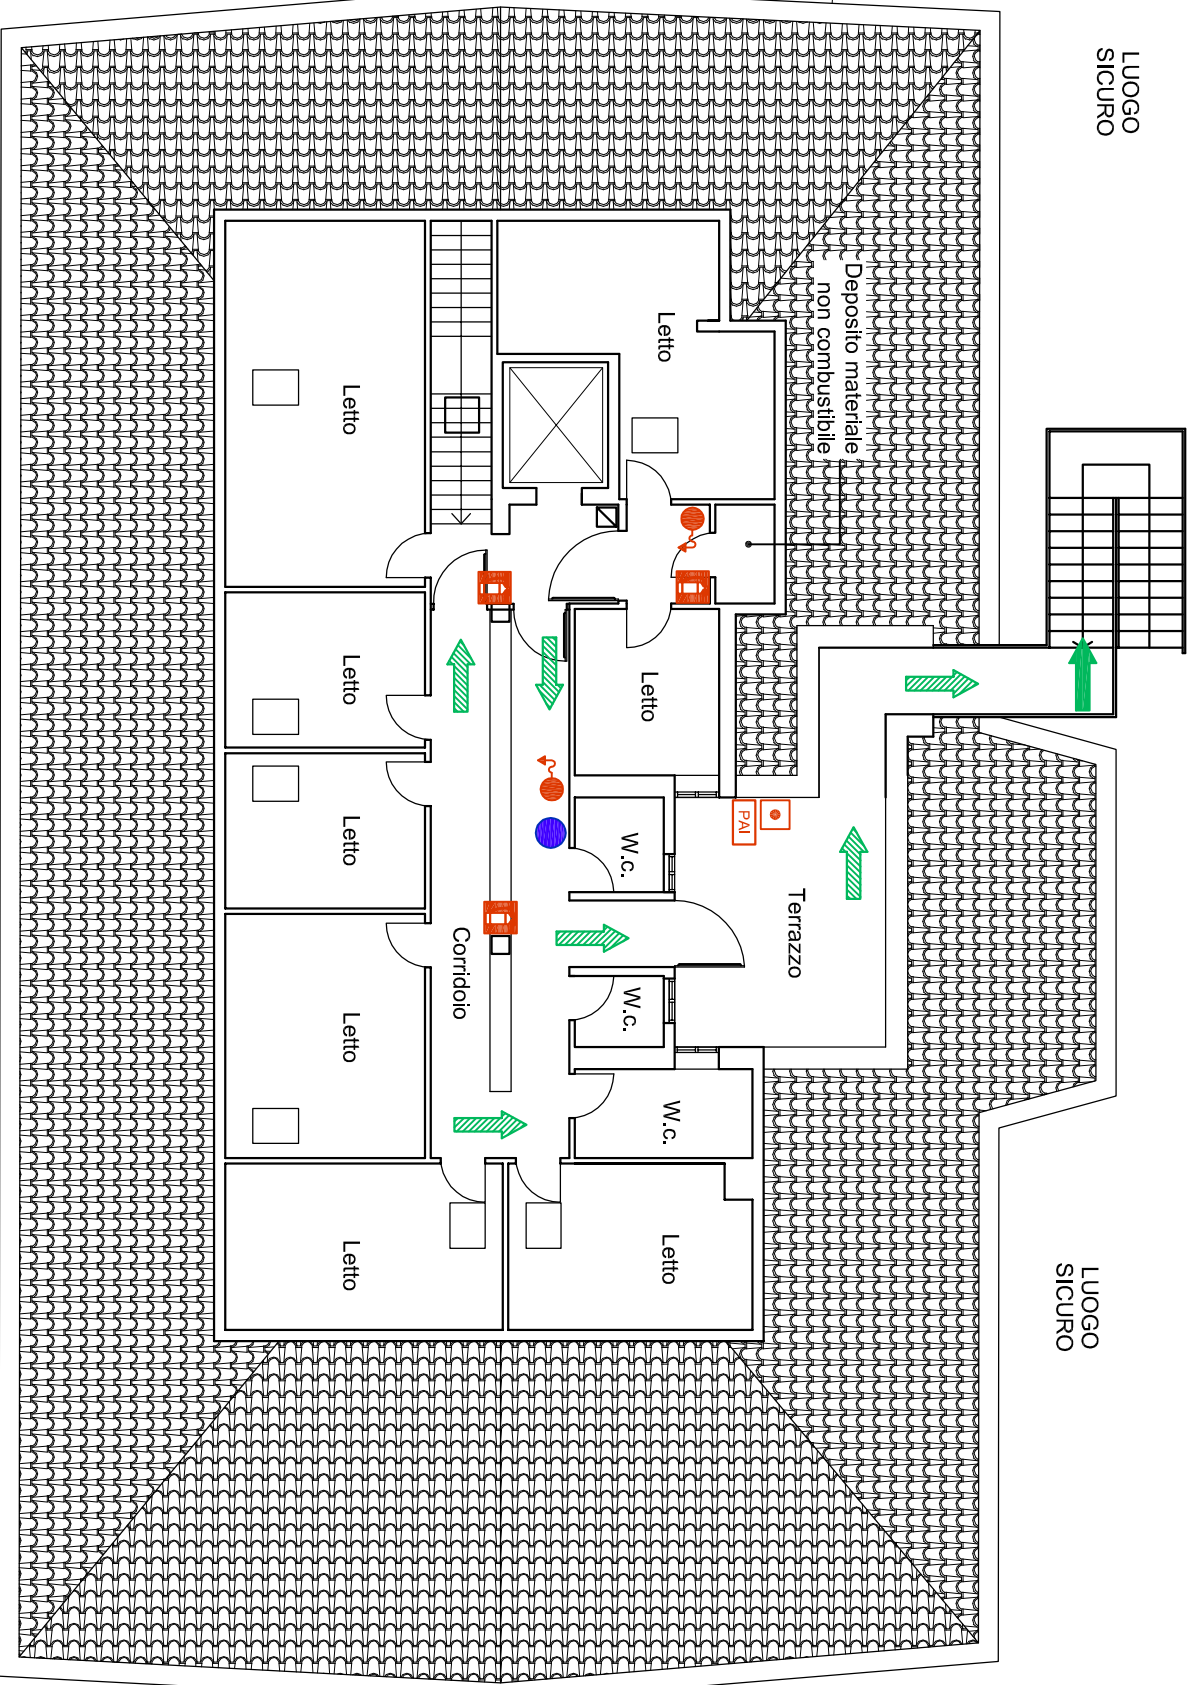 LUOGO
SICURO
Deposito materiale
non combustibile
Letto
Letto
Letto
Letto
PAI
W.c.
Terrazzo
Letto
Corridoio
W.c.
Letto
W.c.
LUOGO
SICURO
Letto
Letto